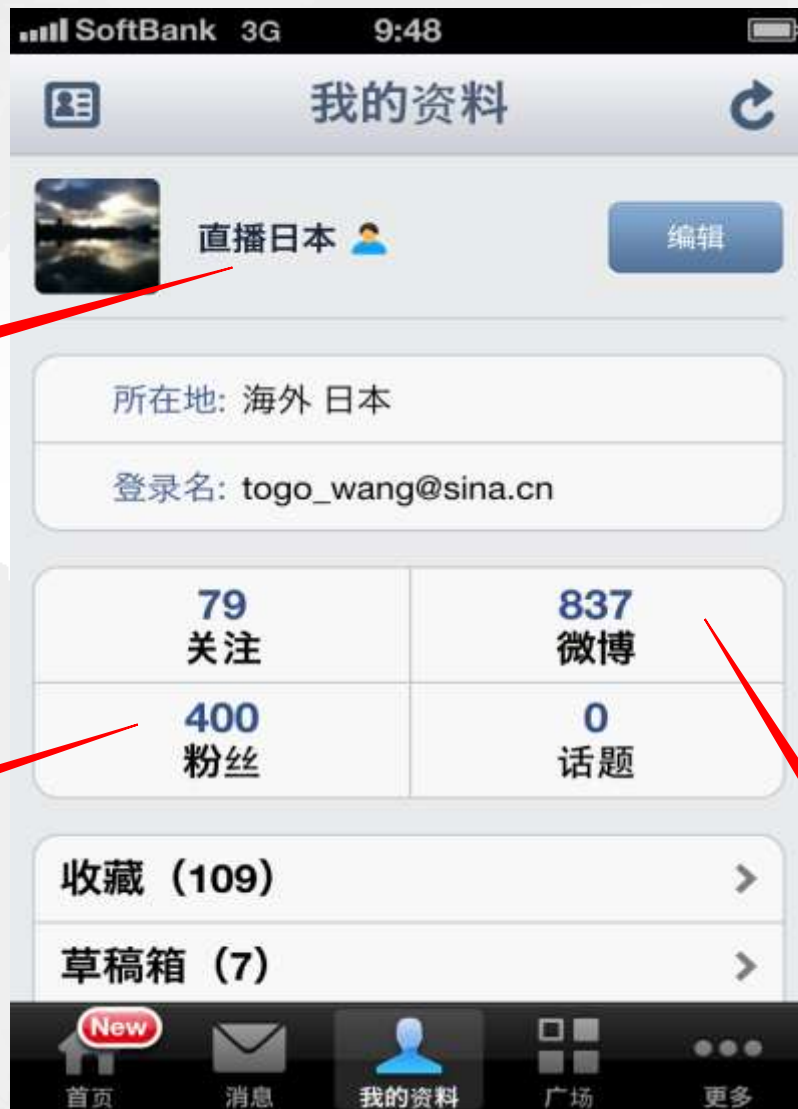 SoftBank 3G 9:48
我的资料
直播日本
编辑
所在地: 海外 日本
登录名: togo_wang@sina.cn
79
关注
837
微博
400
粉丝
0
话题
收藏（109）
草稿箱（7）
New
首页
消息
我的资料
广场
更多